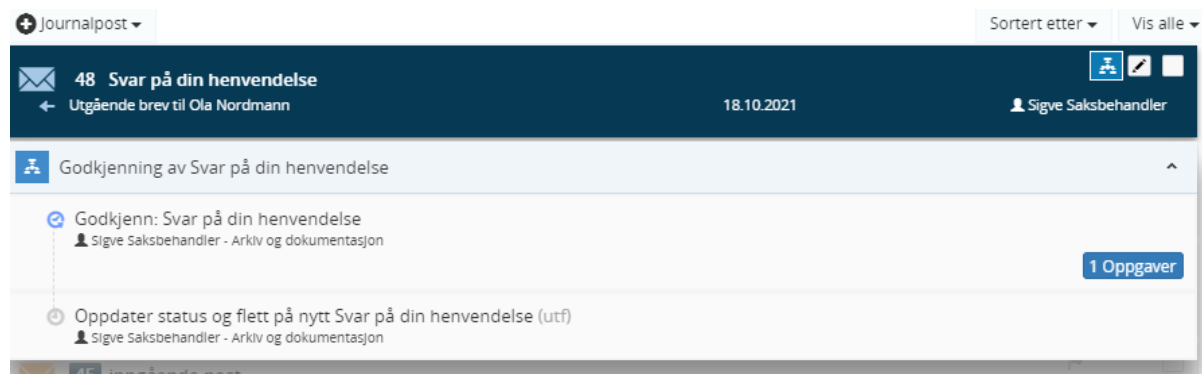 Journalpost
Sortert etter
Vis alle
48 Svar på din henvendelse
Utgående brev til Ola Nordmann
18.10.2021
Sigve Saksbehandler
Godkjenning av Svar på din henvendelse
Godkjenn: Svar på din henvendelse
Sigve Saksbehandler - Arkiv og dokumentasjon
1 Oppgaver
Oppdater status og flett på nytt Svar på din henvendelse (utf)
Sigve Saksbehandler - Arkiv og dokumentasjon